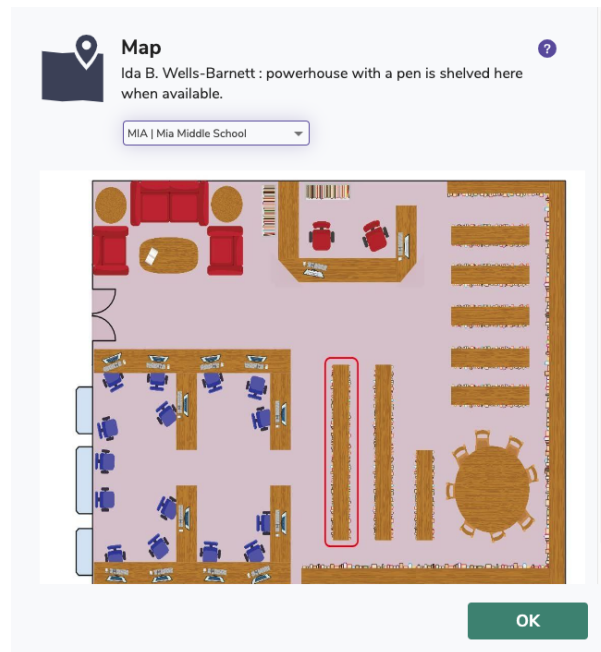 Map
?
Ida B. Wells-Barnett : powerhouse with a pen is shelved here
when available.
MIA | Mia Middle School
OK